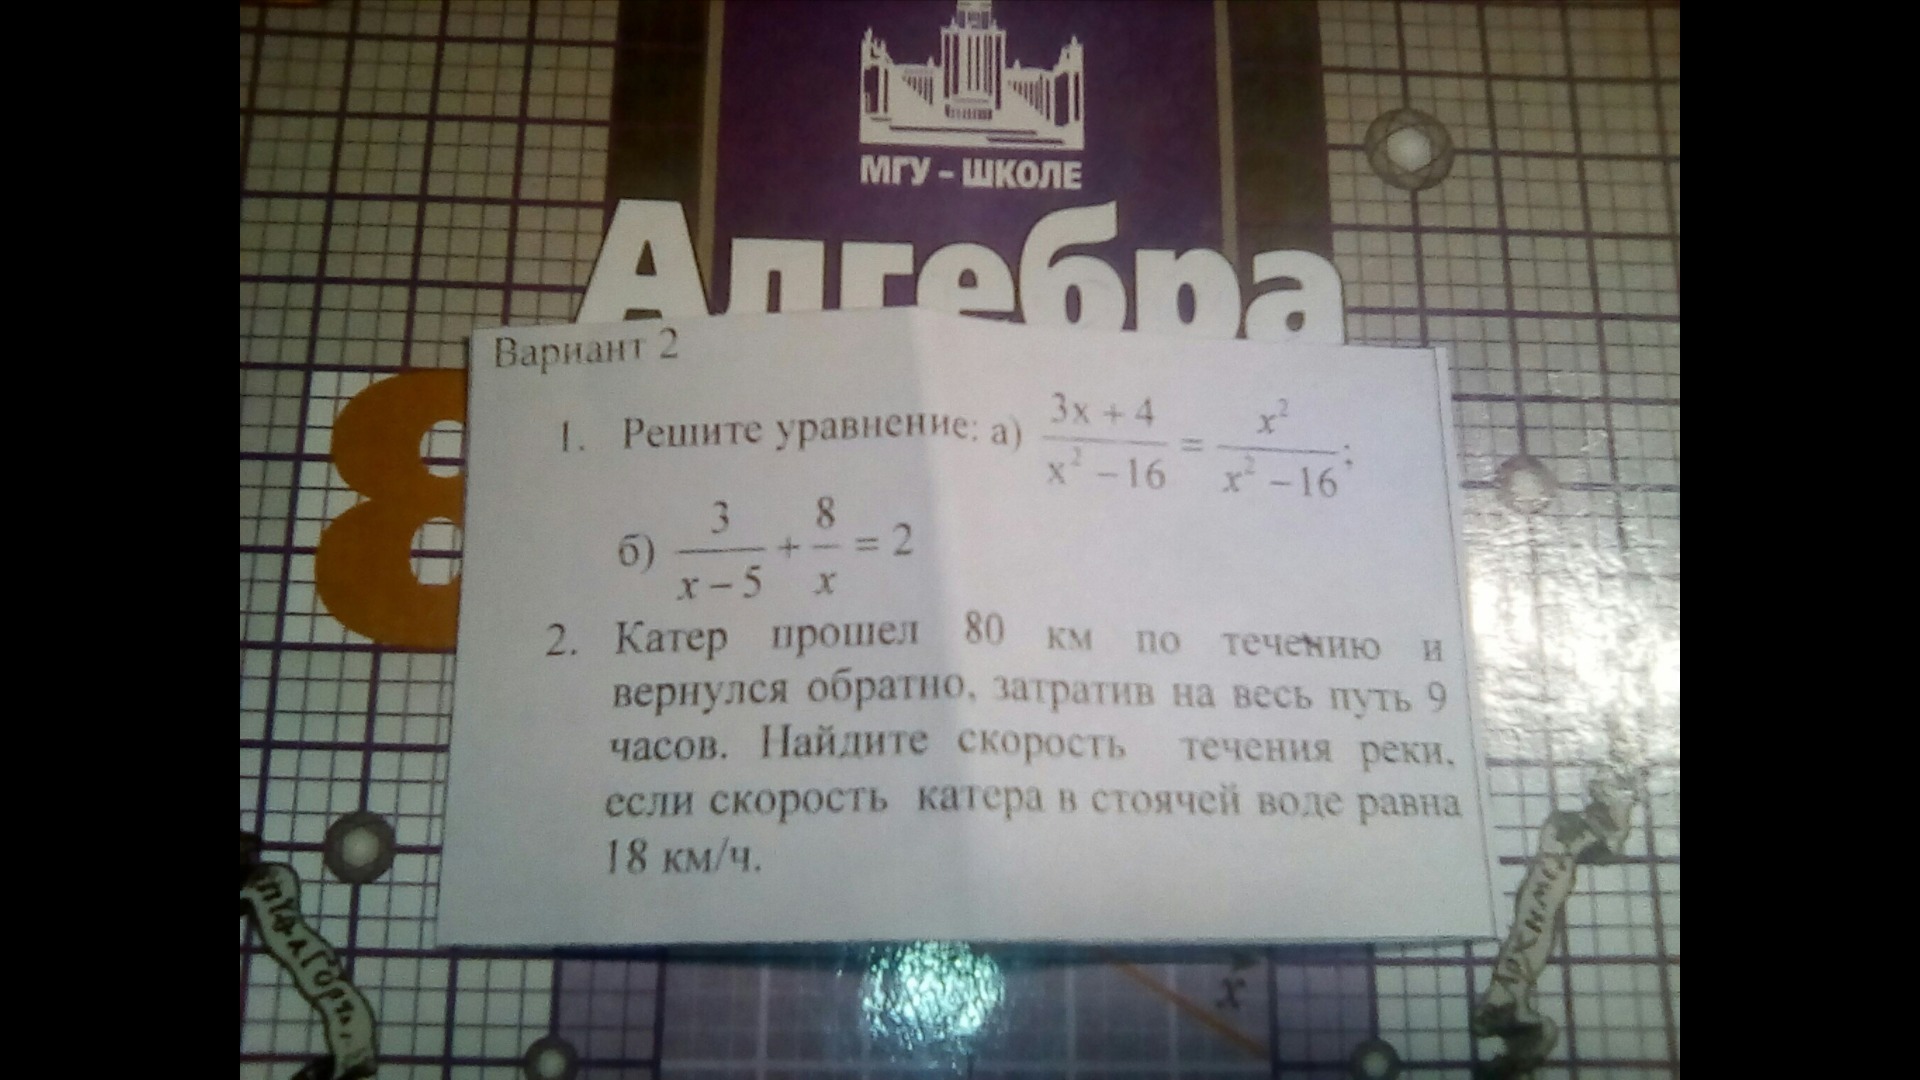 МГУ – ШКОЛЕ
Алгебра
8
Вариант 2
1. Решите уравнение: а) (3x + 4)/(x² – 16) = x²/(x² – 16);
б) 3/(x – 5) + 8/x = 2
2. Катер прошел 80 км по течению и
вернулся обратно, затратив на весь путь 9
часов. Найдите скорость течения реки,
если скорость катера в стоячей воде равна
18 км/ч.
x